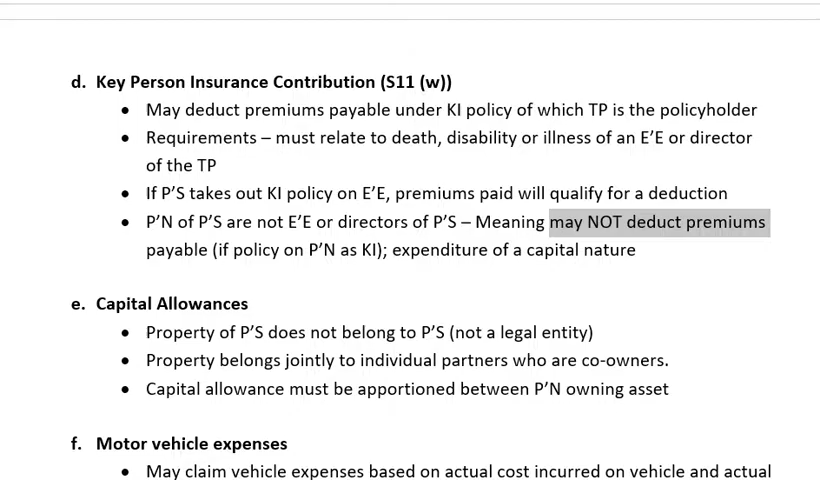 d. Key Person Insurance Contribution (S11 (w))
• May deduct premiums payable under KI policy of which TP is the policyholder
• Requirements – must relate to death, disability or illness of an E’E or director
of the TP
• If P’S takes out KI policy on E’E, premiums paid will qualify for a deduction
• P’N of P’S are not E’E or directors of P’S – Meaning may NOT deduct premiums
payable (if policy on P’N as KI); expenditure of a capital nature
e. Capital Allowances
• Property of P’S does not belong to P’S (not a legal entity)
• Property belongs jointly to individual partners who are co-owners.
• Capital allowance must be apportioned between P’N owning asset
f. Motor vehicle expenses
• May claim vehicle expenses based on actual cost incurred on vehicle and actual